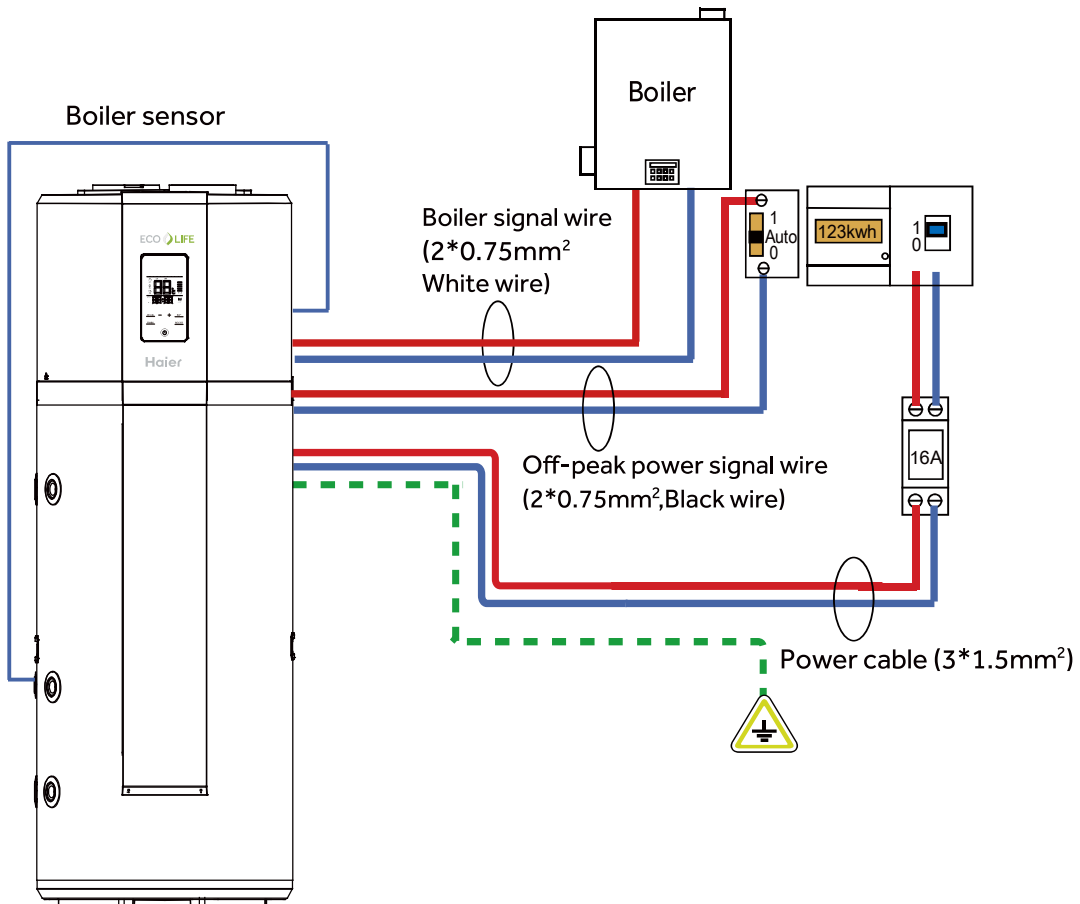 Boiler
Boiler sensor
Boiler signal wire
(2*0.75mm²
White wire)
1
Auto
0
123kwh
1
0
ECO LIFE
Haier
16A
Off-peak power signal wire
(2*0.75mm²,Black wire)
Power cable (3*1.5mm²)